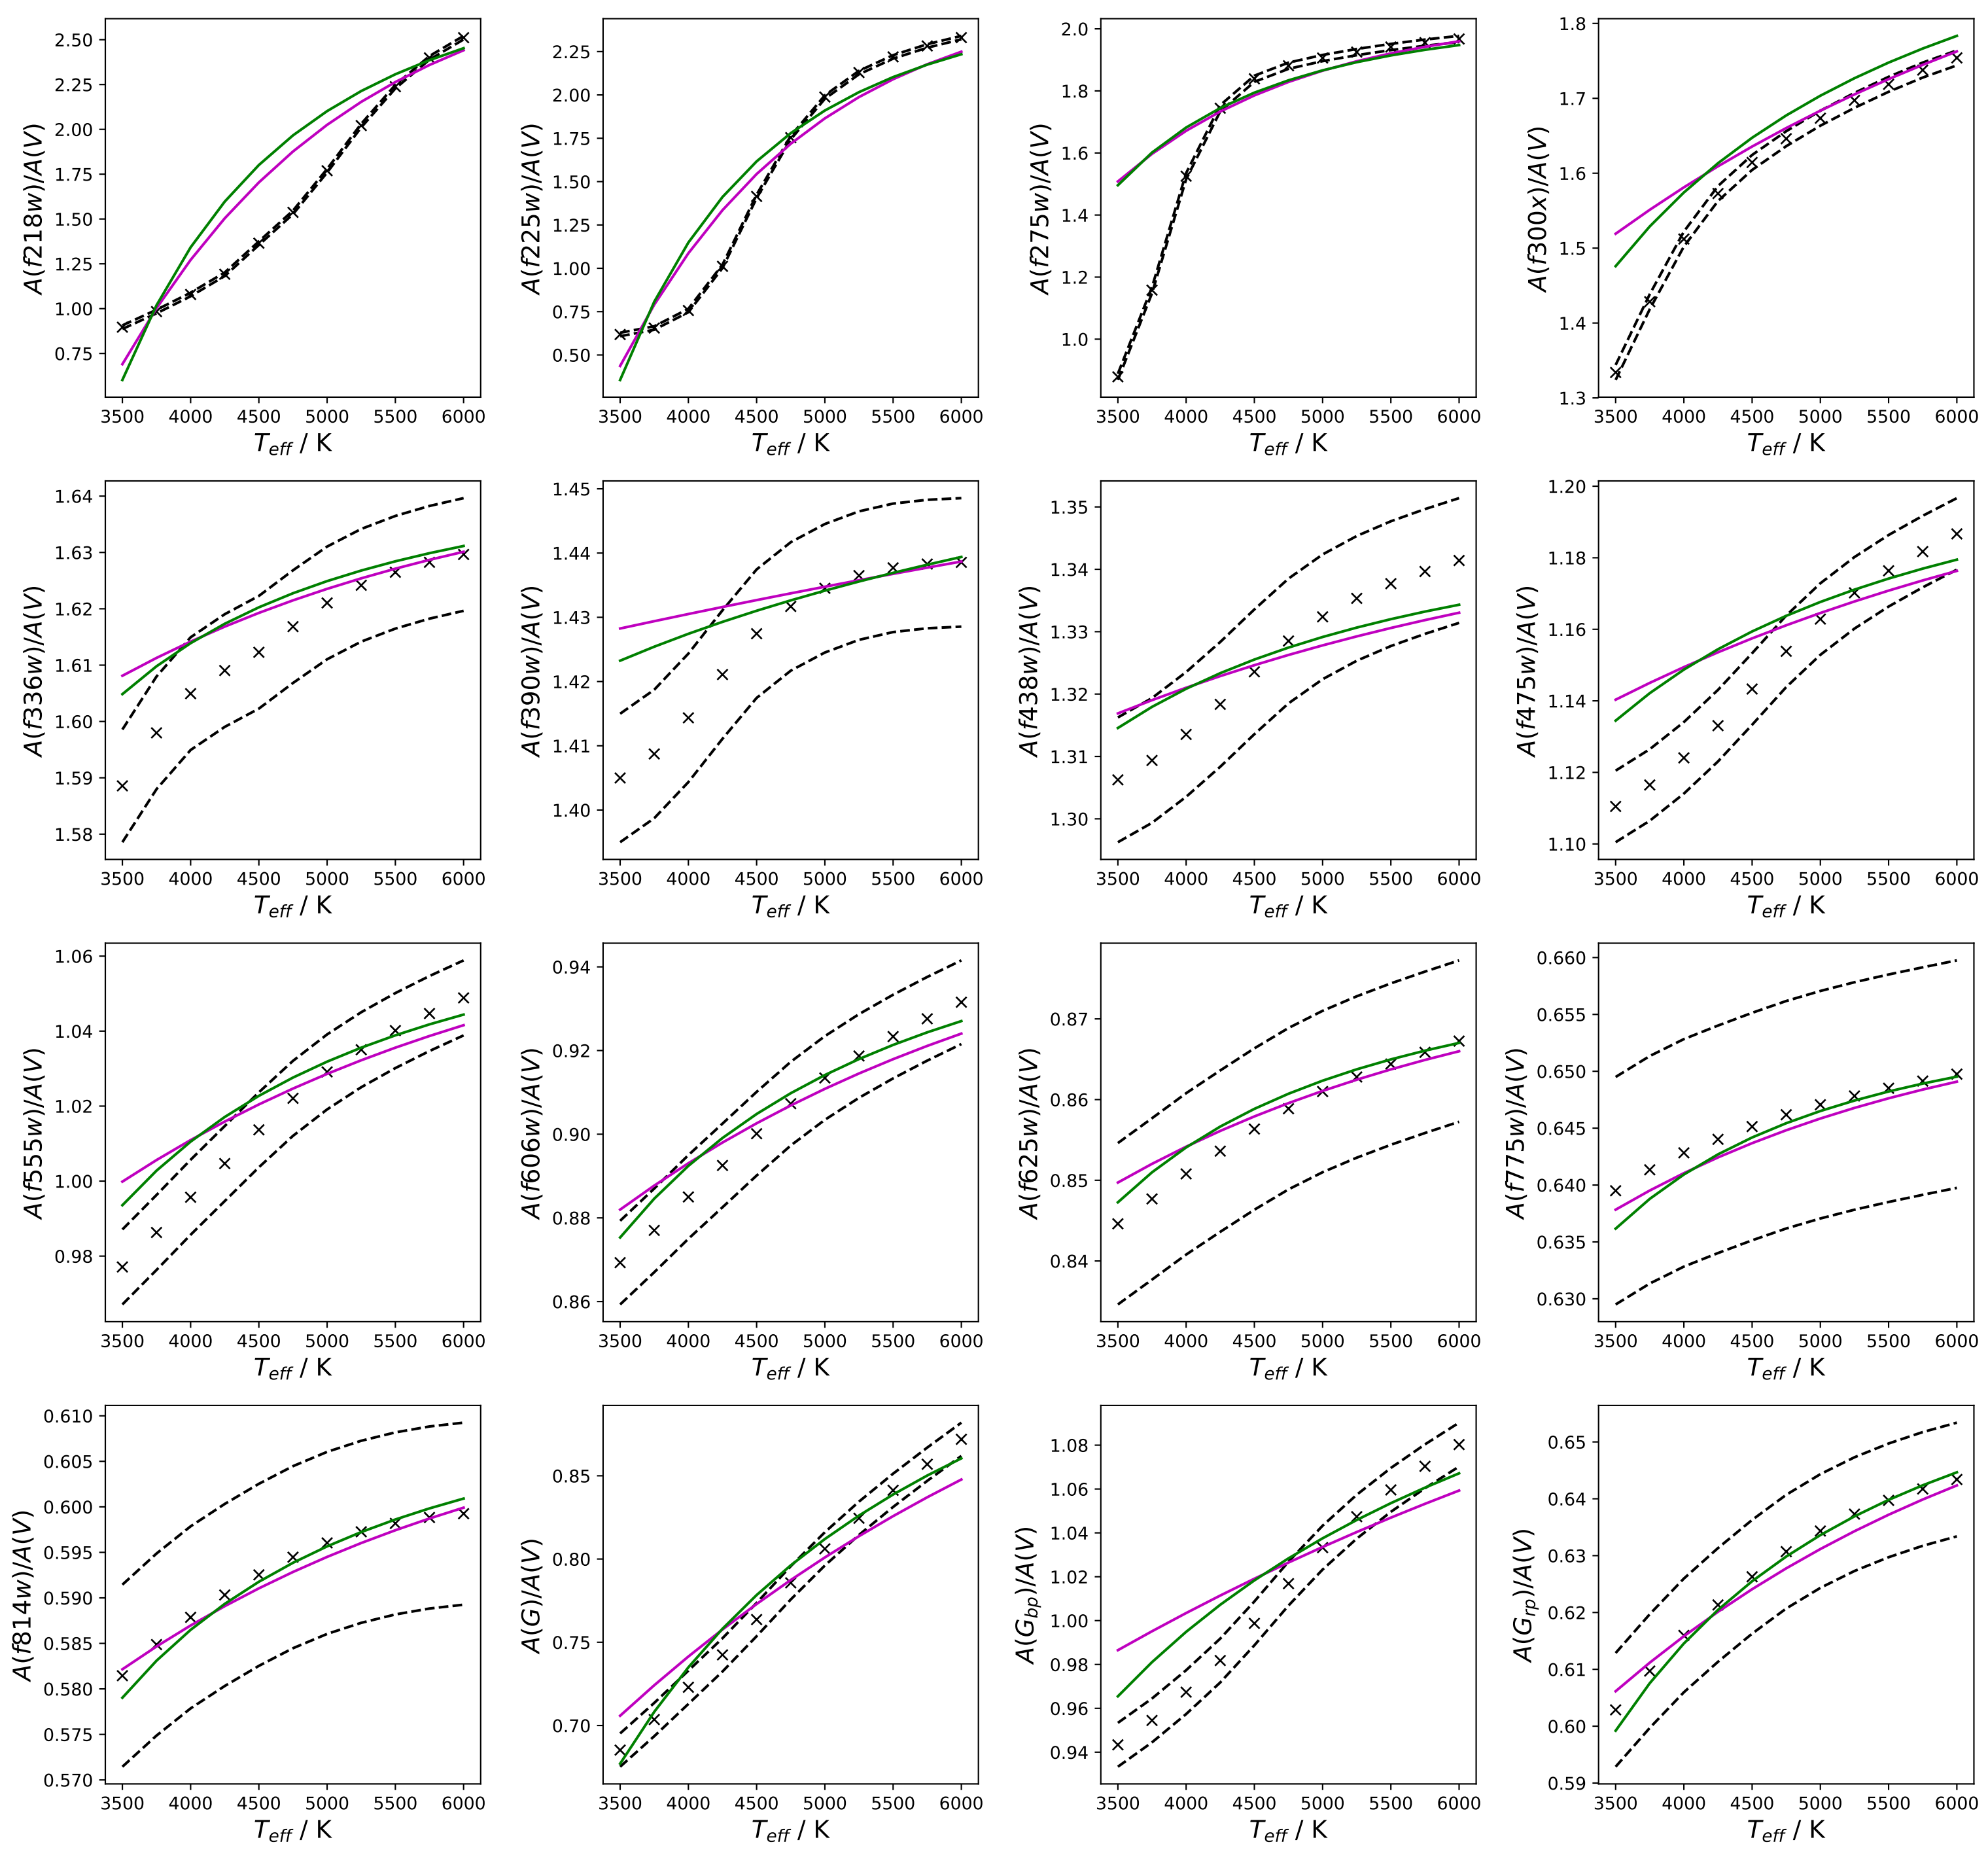 A(f218w)/A(V)
2.50
2.25
2.00
1.75
1.50
1.25
1.00
0.75
3500 4000 4500 5000 5500 6000
T_eff / K
A(f225w)/A(V)
2.25
2.00
1.75
1.50
1.25
1.00
0.75
0.50
3500 4000 4500 5000 5500 6000
T_eff / K
A(f275w)/A(V)
2.0
1.8
1.6
1.4
1.2
1.0
3500 4000 4500 5000 5500 6000
T_eff / K
A(f300x)/A(V)
1.8
1.7
1.6
1.5
1.4
1.3
3500 4000 4500 5000 5500 6000
T_eff / K
A(f336w)/A(V)
1.64
1.63
1.62
1.61
1.60
1.59
1.58
3500 4000 4500 5000 5500 6000
T_eff / K
A(f390w)/A(V)
1.45
1.44
1.43
1.42
1.41
1.40
3500 4000 4500 5000 5500 6000
T_eff / K
A(f438w)/A(V)
1.35
1.34
1.33
1.32
1.31
1.30
3500 4000 4500 5000 5500 6000
T_eff / K
A(f475w)/A(V)
1.20
1.18
1.16
1.14
1.12
1.10
3500 4000 4500 5000 5500 6000
T_eff / K
A(f555w)/A(V)
1.06
1.04
1.02
1.00
0.98
3500 4000 4500 5000 5500 6000
T_eff / K
A(f606w)/A(V)
0.94
0.92
0.90
0.88
0.86
3500 4000 4500 5000 5500 6000
T_eff / K
A(f625w)/A(V)
0.87
0.86
0.85
0.84
3500 4000 4500 5000 5500 6000
T_eff / K
A(f775w)/A(V)
0.660
0.655
0.650
0.645
0.640
0.635
0.630
3500 4000 4500 5000 5500 6000
T_eff / K
A(f814w)/A(V)
0.610
0.605
0.600
0.595
0.590
0.585
0.580
0.575
0.570
3500 4000 4500 5000 5500 6000
T_eff / K
A(G)/A(V)
0.85
0.80
0.75
0.70
3500 4000 4500 5000 5500 6000
T_eff / K
A(G_bp)/A(V)
1.08
1.06
1.04
1.02
1.00
0.98
0.96
0.94
3500 4000 4500 5000 5500 6000
T_eff / K
A(G_rp)/A(V)
0.65
0.64
0.63
0.62
0.61
0.60
0.59
3500 4000 4500 5000 5500 6000
T_eff / K